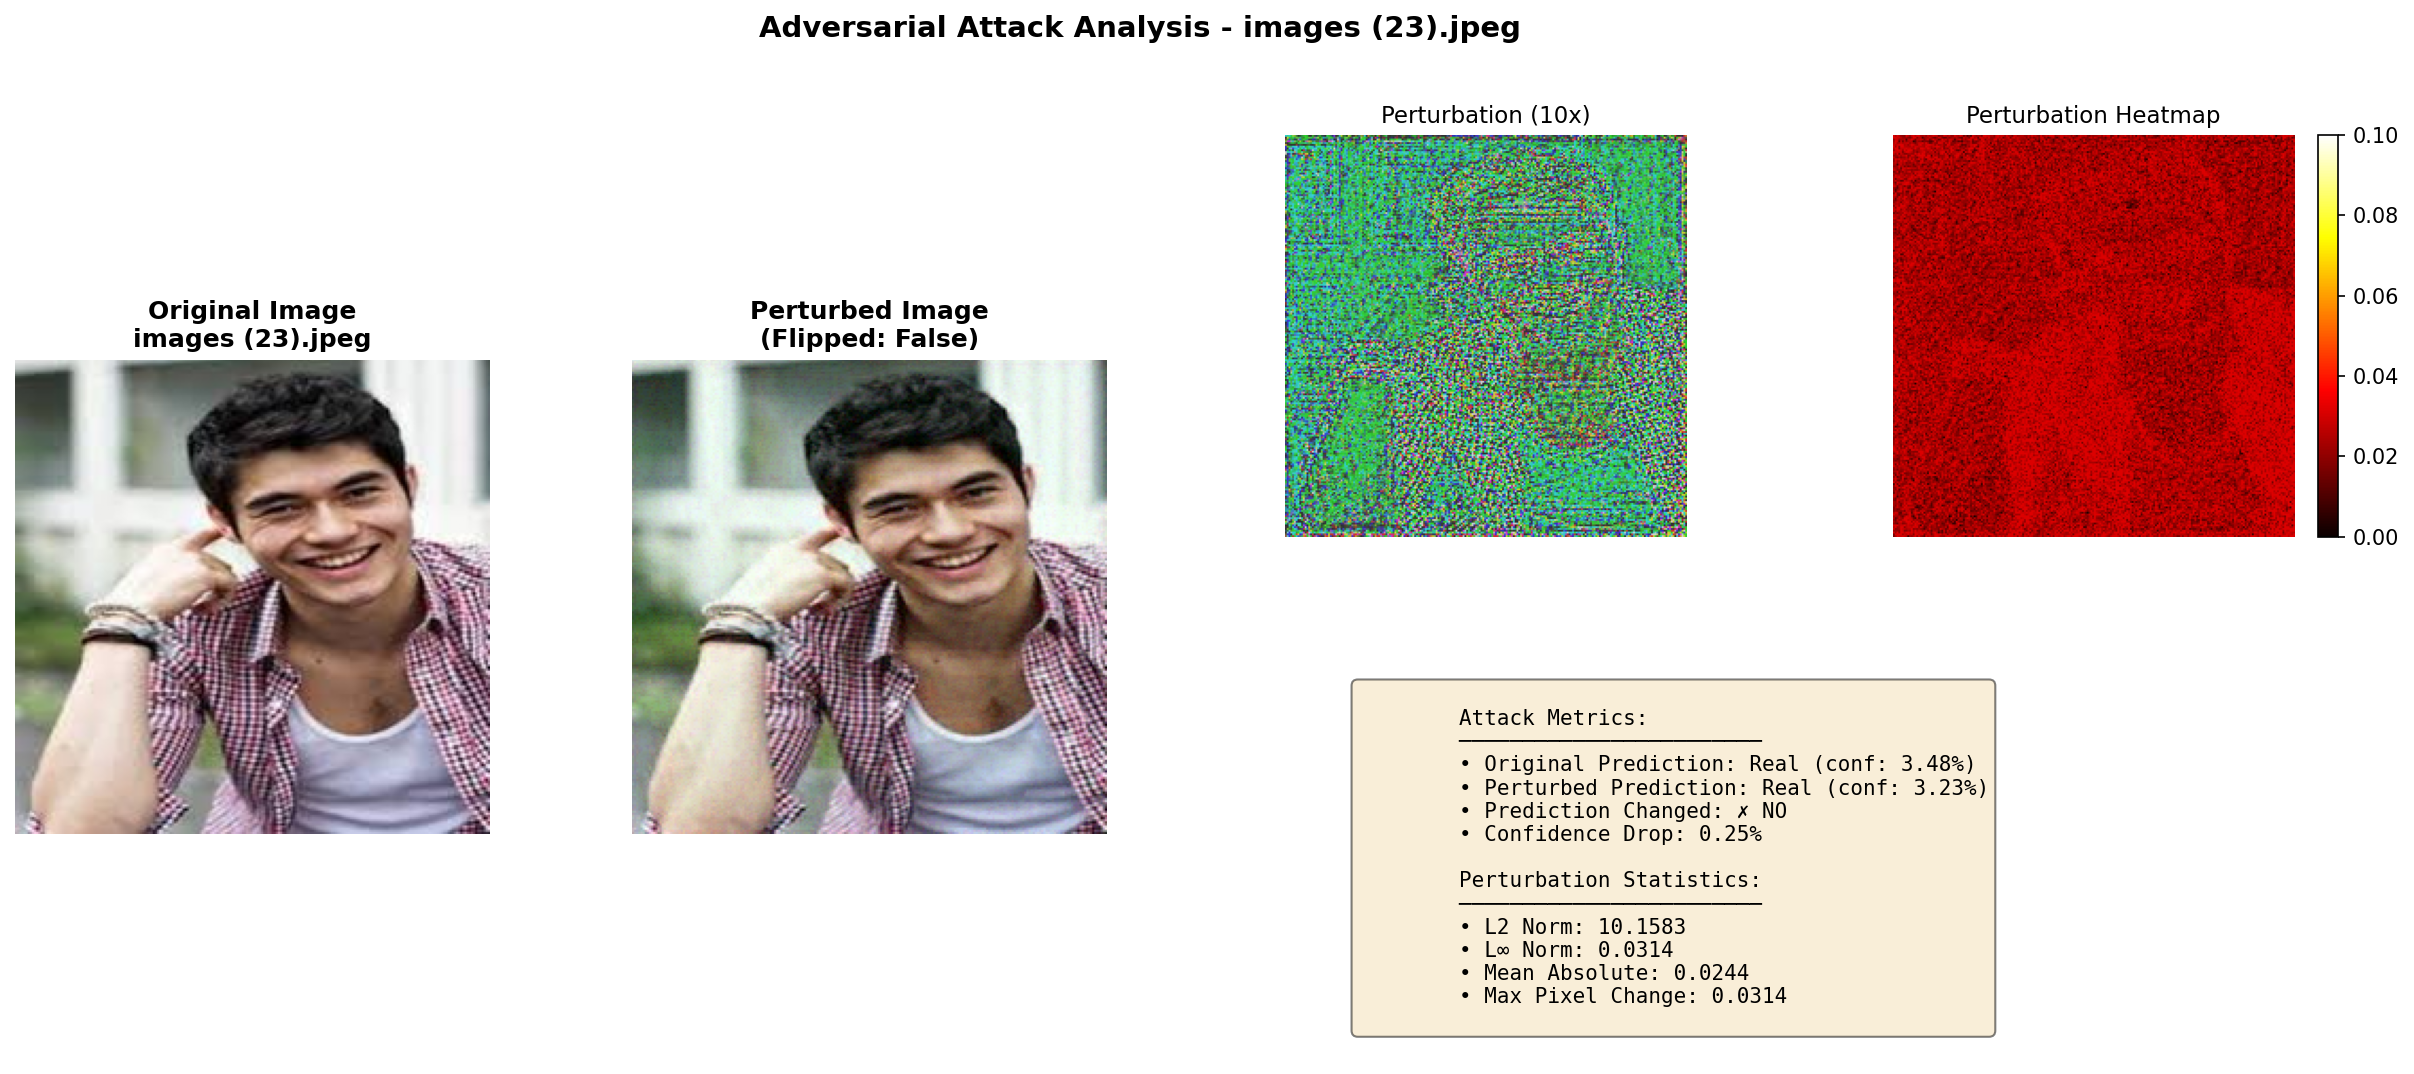 Adversarial Attack Analysis - images (23).jpeg
Original Image
images (23).jpeg
Perturbed Image
(Flipped: False)
Perturbation (10x)
Perturbation Heatmap
0.10
0.08
0.06
0.04
0.02
0.00
Attack Metrics:
• Original Prediction: Real (conf: 3.48%)
• Perturbed Prediction: Real (conf: 3.23%)
• Prediction Changed: ✗ NO
• Confidence Drop: 0.25%
Perturbation Statistics:
• L2 Norm: 10.1583
• L∞ Norm: 0.0314
• Mean Absolute: 0.0244
• Max Pixel Change: 0.0314